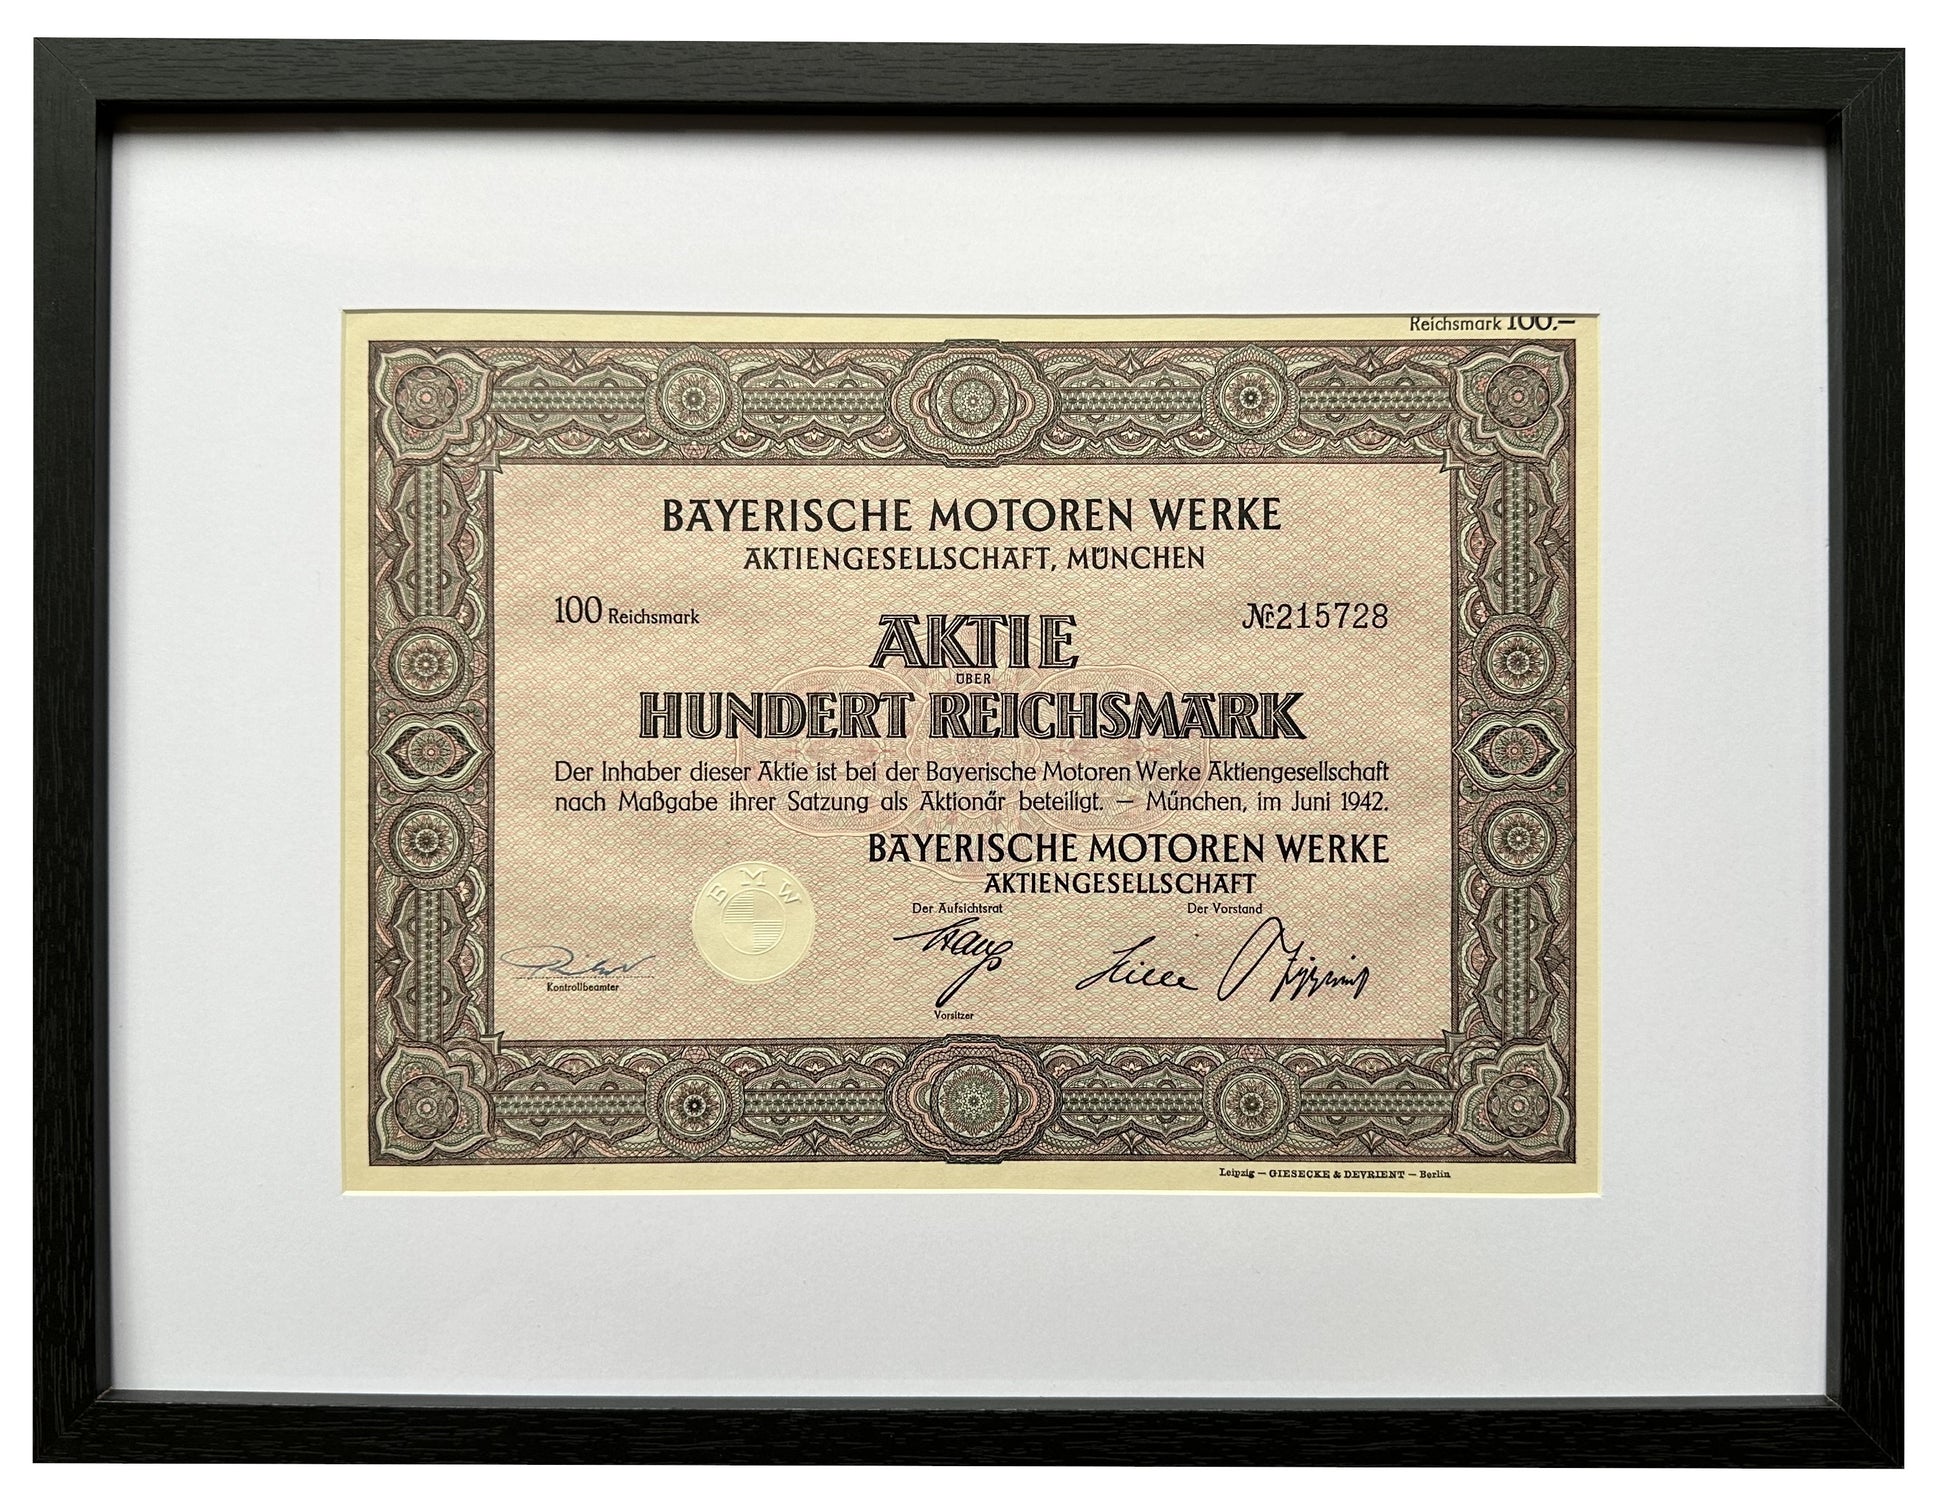 Reichsmark 100.—
BAYERISCHE MOTOREN WERKE
AKTIENGESELLSCHAFT, MÜNCHEN
100 Reichsmark
№ 215728
AKTIE
ÜBER
HUNDERT REICHSMARK
Der Inhaber dieser Aktie ist bei der Bayerische Motoren Werke Aktiengesellschaft
nach Maßgabe ihrer Satzung als Aktionär beteiligt. — München, im Juni 1942.
BAYERISCHE MOTOREN WERKE
AKTIENGESELLSCHAFT
Der Aufsichtsrat
Der Vorstand
BMW
Kontrollbeamter
Vorsitzer
Leipzig — GIESECKE & DEVRIENT — Berlin